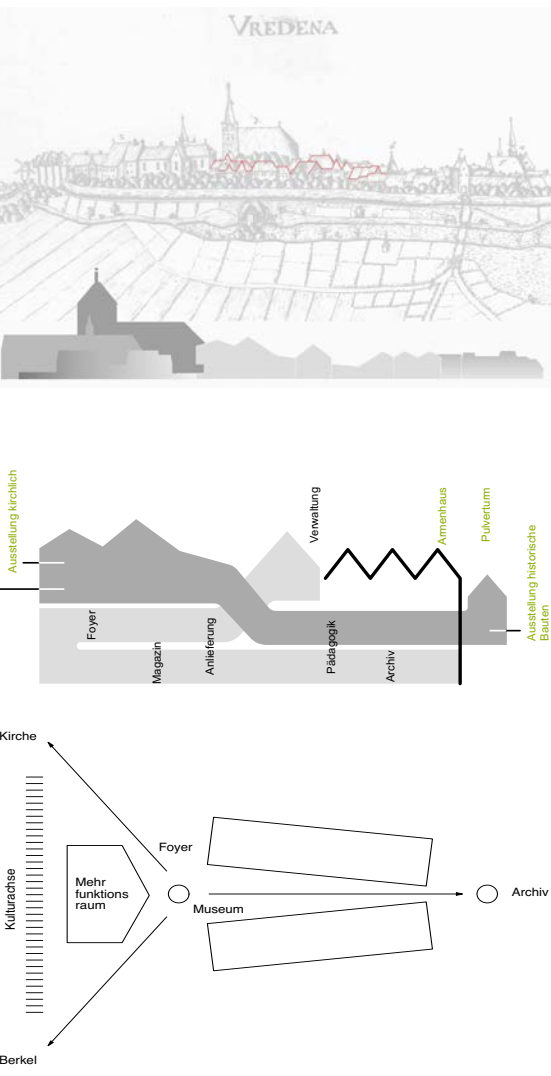 VREDENA
Ausstellung kirchlich
Foyer
Magazin
Anlieferung
Verwaltung
Pädagogik
Archiv
Armenhaus
Pulverturm
Ausstellung historische
Bauten
Kirche
Kulturachse
Mehr
funktions
raum
Foyer
Museum
Archiv
Berkel